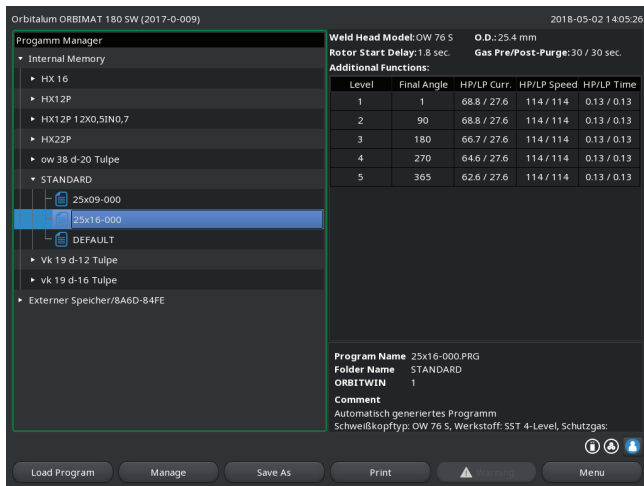 Orbitalum ORBIMAT 180 SW (2017-0-009)
2018-05-02 14:05:26
Progamm Manager
Internal Memory
HX 16
HX12P
HX12P 12X0,5IN0,7
HX22P
ow 38 d-20 Tulpe
STANDARD
25x09-000
25x16-000
DEFAULT
Vk 19 d-12 Tulpe
vk 19 d-16 Tulpe
Externer Speicher/8A6D-84FE
Weld Head Model: OW 76 S O.D.: 25.4 mm
Rotor Start Delay: 1.8 sec. Gas Pre/Post-Purge: 30 / 30 sec.
Additional Functions:
Level Final Angle HP/LP Curr. HP/LP Speed HP/LP Time
1 1 68.8 / 27.6 114 / 114 0.13 / 0.13
2 90 68.8 / 27.6 114 / 114 0.13 / 0.13
3 180 66.7 / 27.6 114 / 114 0.13 / 0.13
4 270 64.6 / 27.6 114 / 114 0.13 / 0.13
5 365 62.6 / 27.6 114 / 114 0.13 / 0.13
Program Name 25x16-000.PRG
Folder Name STANDARD
ORBITWIN 1
Comment
Automatisch generiertes Programm
Schweißkopftyp: OW 76 S, Werkstoff: SST 4-Level, Schutzgas:
Load Program Manage Save As Print Warning Menu